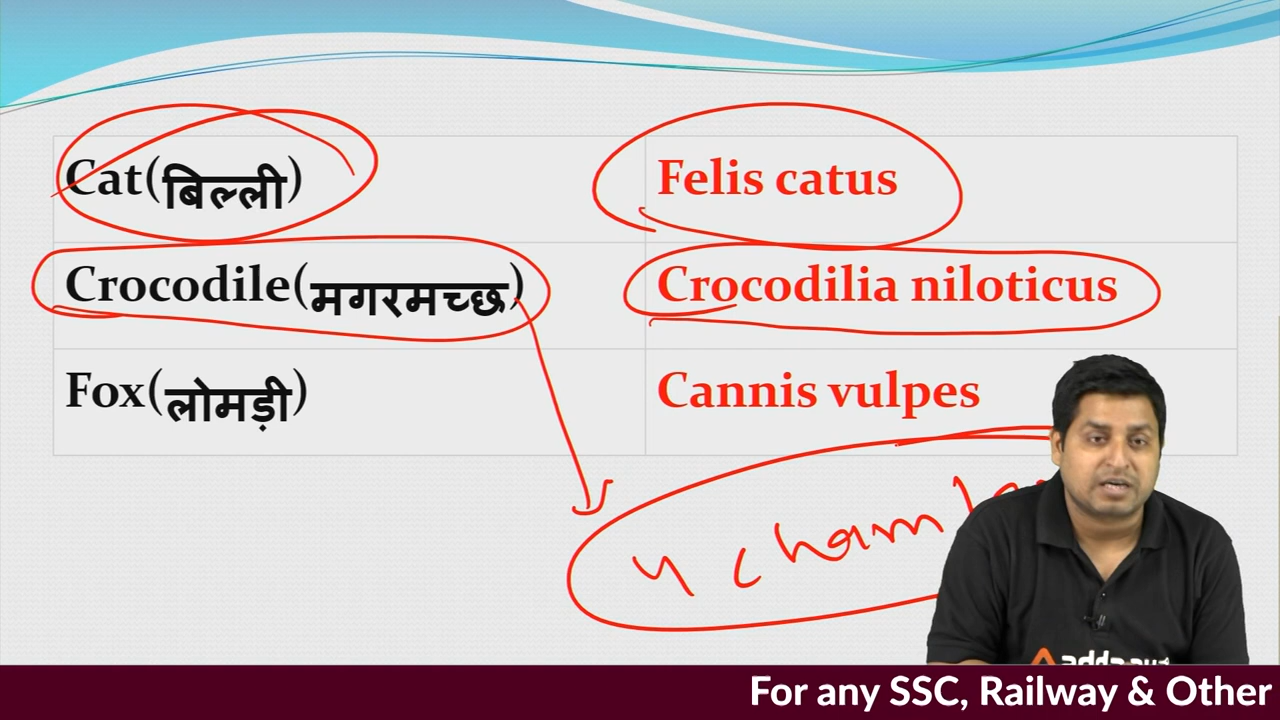 Cat(बिल्ली) Felis catus
Crocodile(मगरमच्छ) Crocodilia niloticus
Fox(लोमड़ी) Cannis vulpes
4 cham
For any SSC, Railway & Other